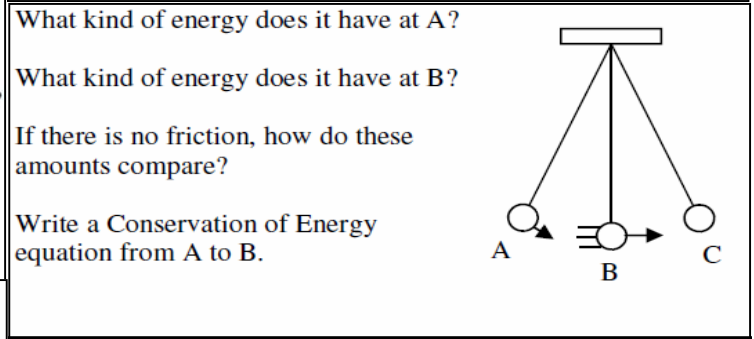 What kind of energy does it have at A?
What kind of energy does it have at B?
If there is no friction, how do these
amounts compare?
Write a Conservation of Energy
equation from A to B.
A
B
C